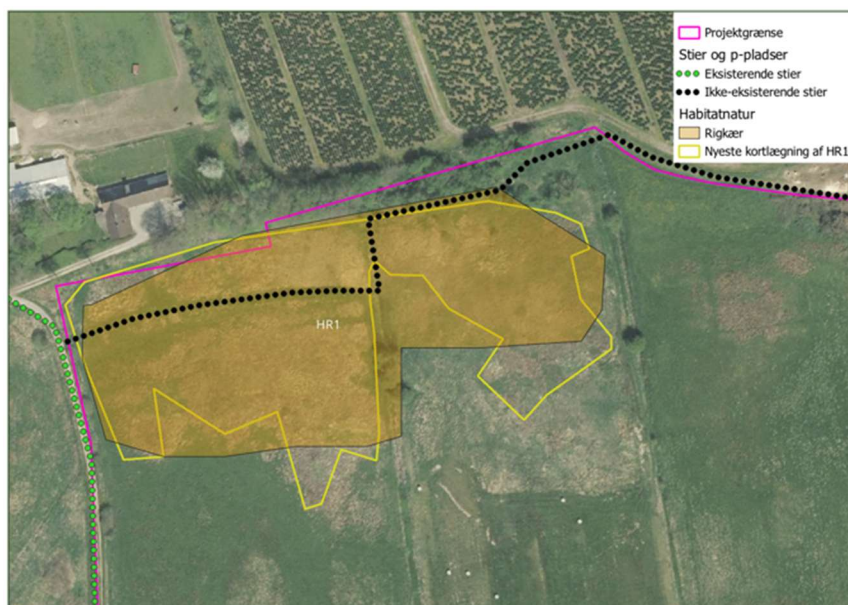 Projektgrænse
Stier og p-pladser
Eksisterende stier
Ikke-eksisterende stier
Habitatnatur
Rigkær
Nyeste kortlægning af HR1
HR1